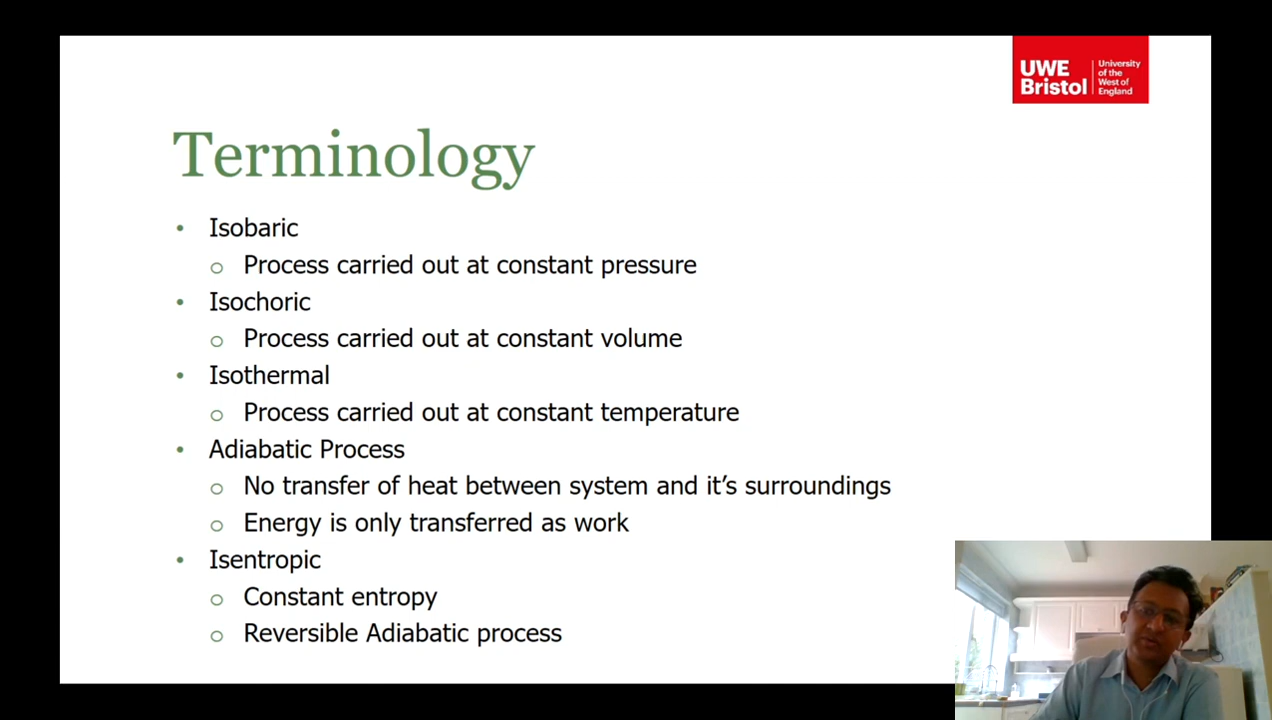 UWE
Bristol
University
of the
West of
England
Terminology
• Isobaric
o Process carried out at constant pressure
• Isochoric
o Process carried out at constant volume
• Isothermal
o Process carried out at constant temperature
• Adiabatic Process
o No transfer of heat between system and it’s surroundings
o Energy is only transferred as work
• Isentropic
o Constant entropy
o Reversible Adiabatic process